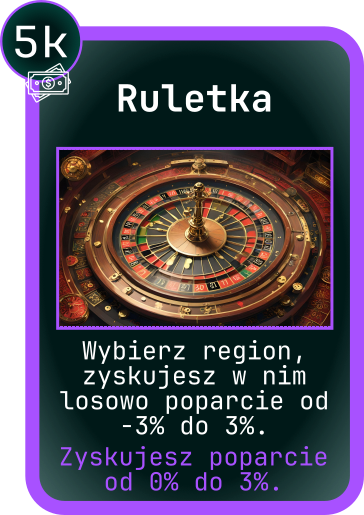 5k
Ruletka
Wybierz region,
zyskujesz w nim
losowo poparcie od
-3% do 3%.
Zyskujesz poparcie
od 0% do 3%.